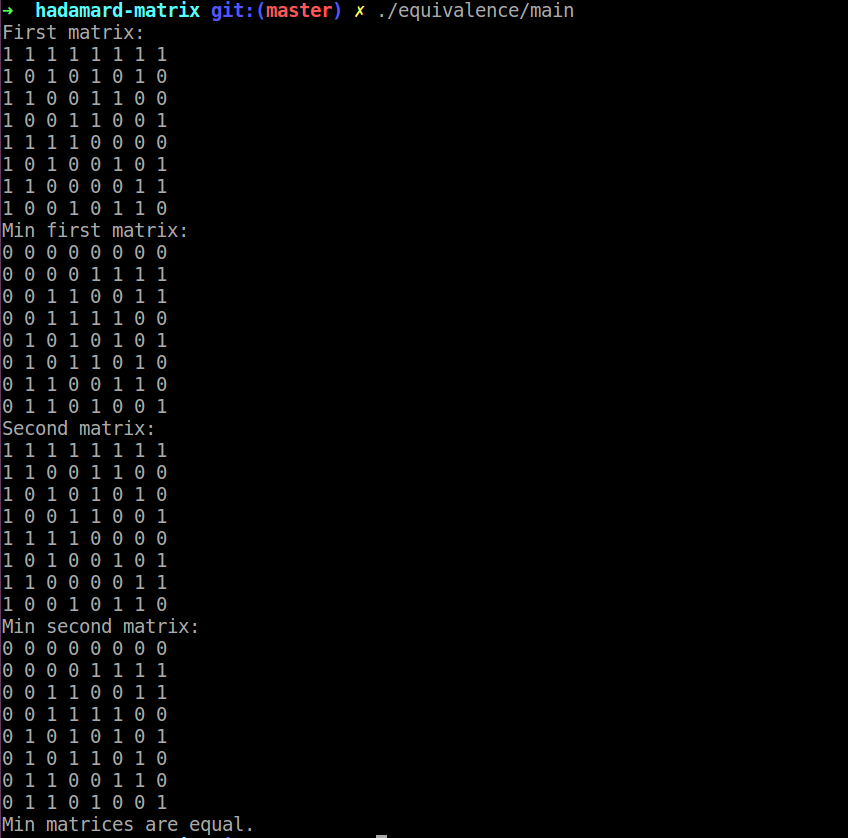 → hadamard-matrix git:(master) ✗ ./equivalence/main
First matrix:
1 1 1 1 1 1 1 1
1 0 1 0 1 0 1 0
1 1 0 0 1 1 0 0
1 0 0 1 1 0 0 1
1 1 1 1 0 0 0 0
1 0 1 0 0 1 0 1
1 1 0 0 0 0 1 1
1 0 0 1 0 1 1 0
Min first matrix:
0 0 0 0 0 0 0 0
0 0 0 0 1 1 1 1
0 0 1 1 0 0 1 1
0 0 1 1 1 1 0 0
0 1 0 1 0 1 0 1
0 1 0 1 1 0 1 0
0 1 1 0 0 1 1 0
0 1 1 0 1 0 0 1
Second matrix:
1 1 1 1 1 1 1 1
1 1 0 0 1 1 0 0
1 0 1 0 1 0 1 0
1 0 0 1 1 0 0 1
1 1 1 1 0 0 0 0
1 0 1 0 0 1 0 1
1 1 0 0 0 0 1 1
1 0 0 1 0 1 1 0
Min second matrix:
0 0 0 0 0 0 0 0
0 0 0 0 1 1 1 1
0 0 1 1 0 0 1 1
0 0 1 1 1 1 0 0
0 1 0 1 0 1 0 1
0 1 0 1 1 0 1 0
0 1 1 0 0 1 1 0
0 1 1 0 1 0 0 1
Min matrices are equal.